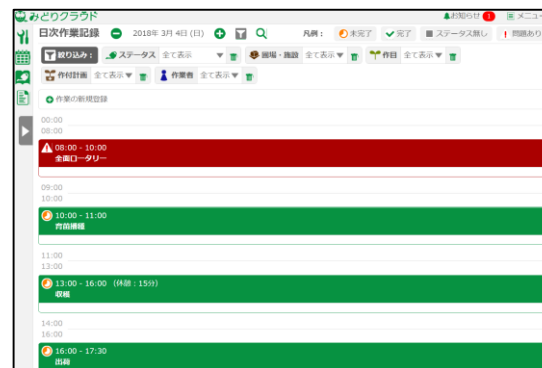 みどりクラウド
お知らせ 1 メニュー
日次作業記録 2018年 3月 4日 (日) 凡例： 未完了 完了 ステータス無し 問題あり
絞り込み： ステータス 全て表示 圃場・施設 全て表示 作目 全て表示
作付計画 全て表示 作業者 全て表示
作業の新規登録
00:00
08:00
08:00 - 10:00
全面ロータリー
09:00
10:00
10:00 - 11:00
育苗播種
11:00
13:00
13:00 - 16:00 (休憩：15分)
収穫
14:00
16:00
16:00 - 17:30
出荷